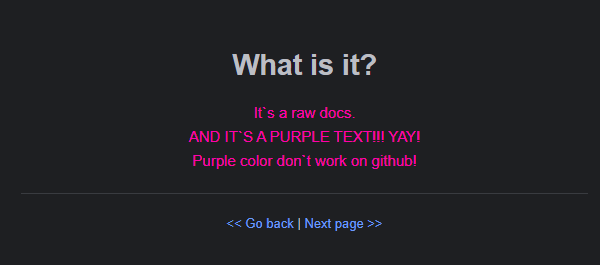 What is it?
It`s a raw docs.
AND IT`S A PURPLE TEXT!!! YAY!
Purple color don`t work on github!
<< Go back | Next page >>